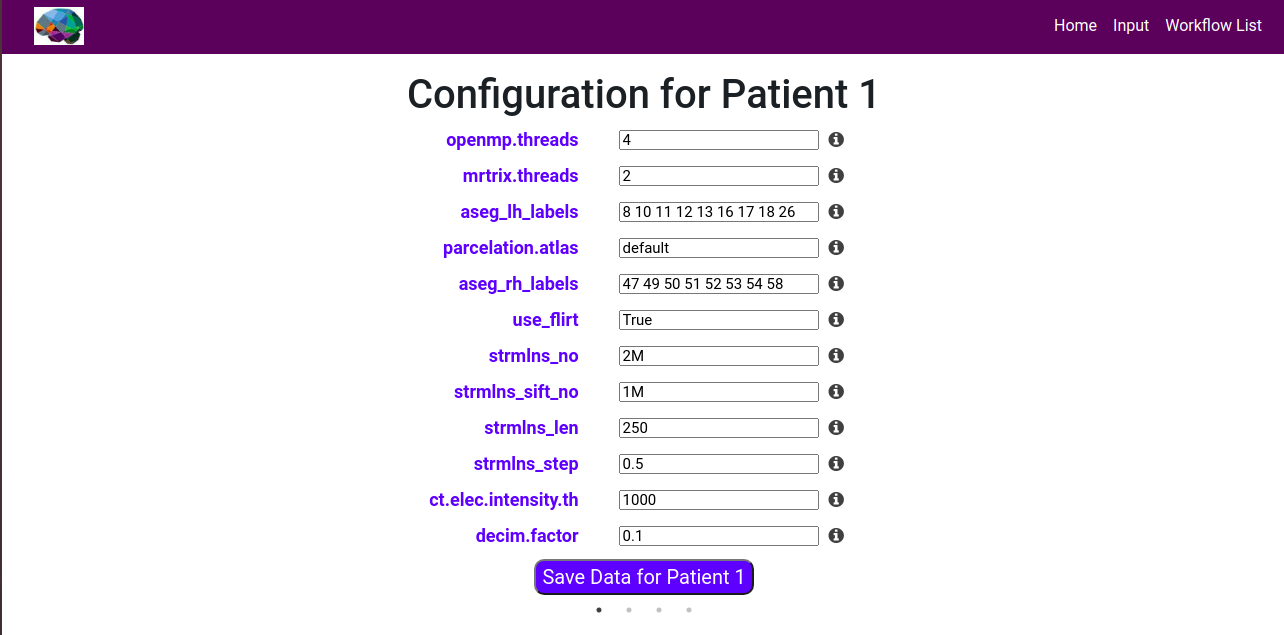 Home Input Workflow List
Configuration for Patient 1
openmp.threads 4
mrtrix.threads 2
aseg_lh_labels 8 10 11 12 13 16 17 18 26
parcelation.atlas default
aseg_rh_labels 47 49 50 51 52 53 54 58
use_flirt True
strmlns_no 2M
strmlns_sift_no 1M
strmlns_len 250
strmlns_step 0.5
ct.elec.intensity.th 1000
decim.factor 0.1
Save Data for Patient 1